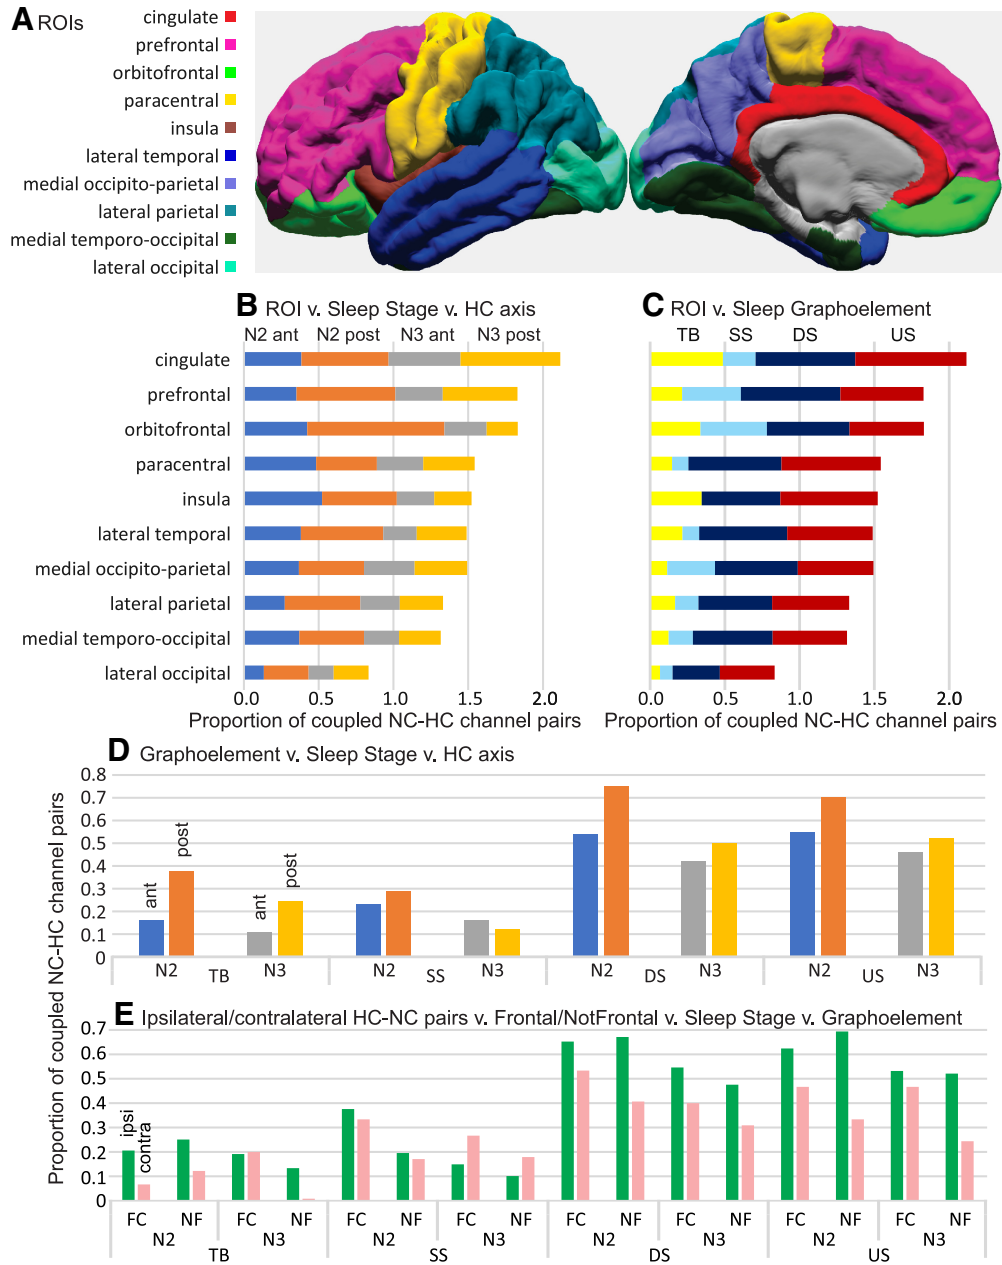 A ROIs
cingulate
prefrontal
orbitofrontal
paracentral
insula
lateral temporal
medial occipito-parietal
lateral parietal
medial temporo-occipital
lateral occipital
B ROI v. Sleep Stage v. HC axis
N2 ant N2 post N3 ant N3 post
cingulate
prefrontal
orbitofrontal
paracentral
insula
lateral temporal
medial occipito-parietal
lateral parietal
medial temporo-occipital
lateral occipital
0.0 0.5 1.0 1.5 2.0
Proportion of coupled NC-HC channel pairs
C ROI v. Sleep Graphoelement
TB SS DS US
0.0 0.5 1.0 1.5 2.0
Proportion of coupled NC-HC channel pairs
D Graphoelement v. Sleep Stage v. HC axis
Proportion of coupled NC-HC channel pairs
0.8
0.7
0.6
0.5
0.4
0.3
0.2
0.1
0
ant post ant post
N2 N3 N2 N3 N2 N3 N2 N3
TB SS DS US
E Ipsilateral/contralateral HC-NC pairs v. Frontal/NotFrontal v. Sleep Stage v. Graphoelement
0.7
0.6
0.5
0.4
0.3
0.2
0.1
0
ipsi
contra
FC NF FC NF FC NF FC NF FC NF FC NF FC NF FC NF
N2 N3 N2 N3 N2 N3 N2 N3
TB SS DS US